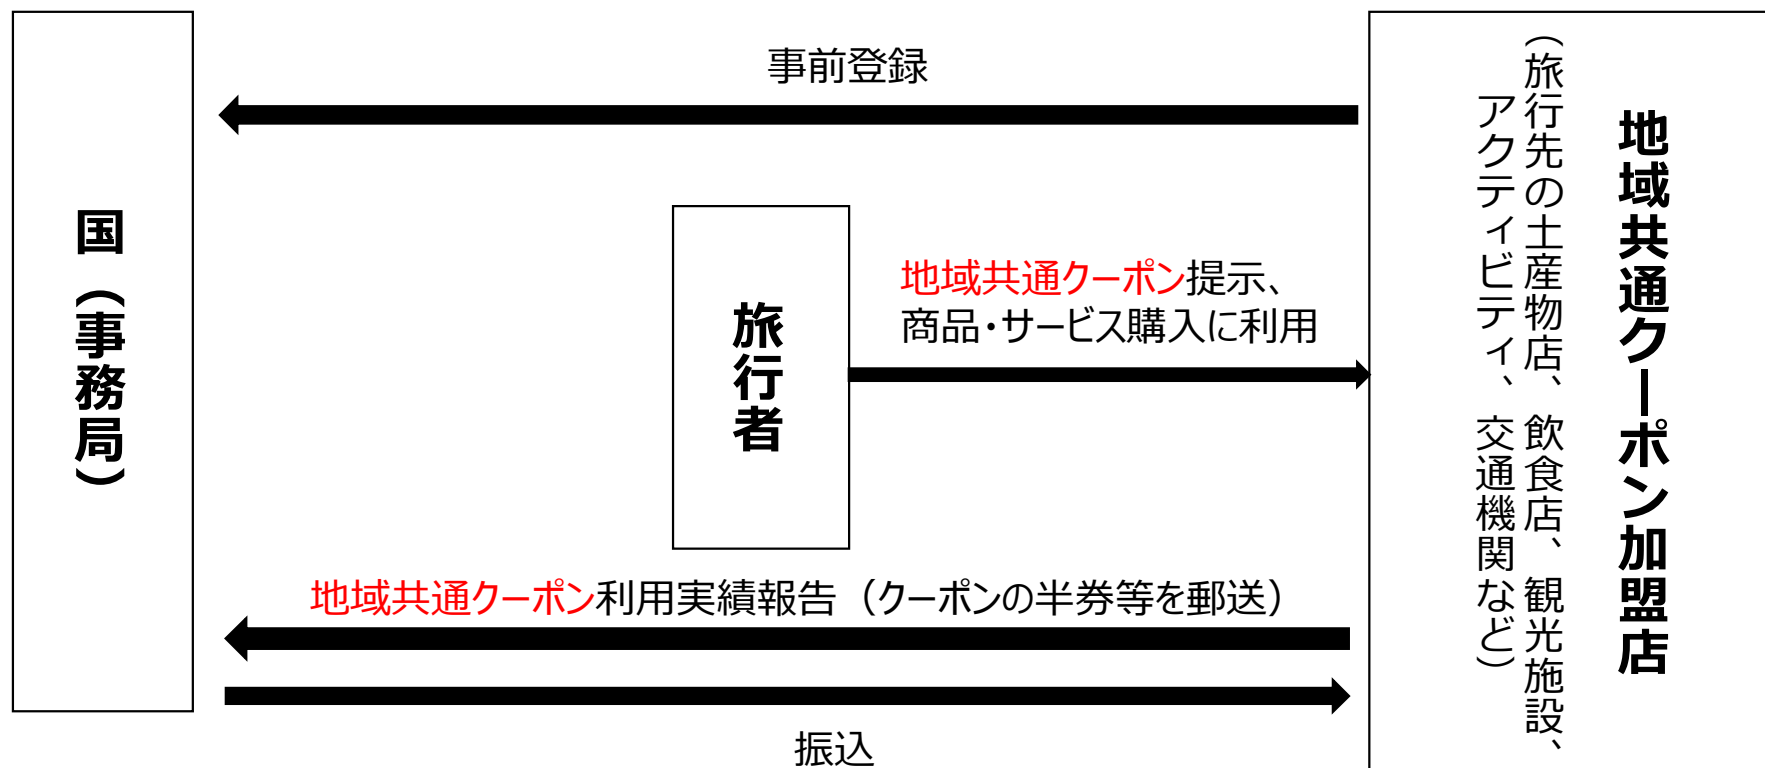 事前登録
国（事務局）
旅行者
地域共通クーポン提示、
商品・サービス購入に利用
地域共通クーポン加盟店
（旅行先の土産物店、飲食店、観光施設、
アクティビティ、交通機関など）
地域共通クーポン利用実績報告（クーポンの半券等を郵送）
振込